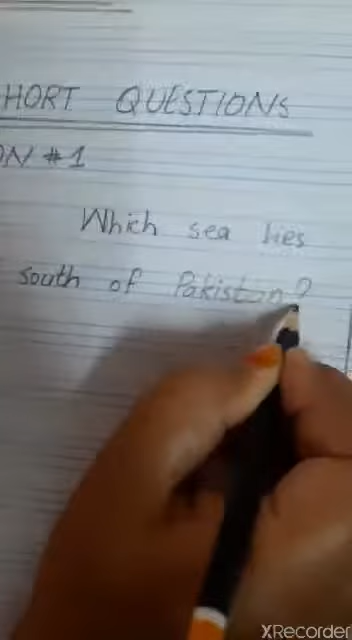 HORT QUESTIONS
ON #1
Which sea lies
south of Pakistan?
XRecorder